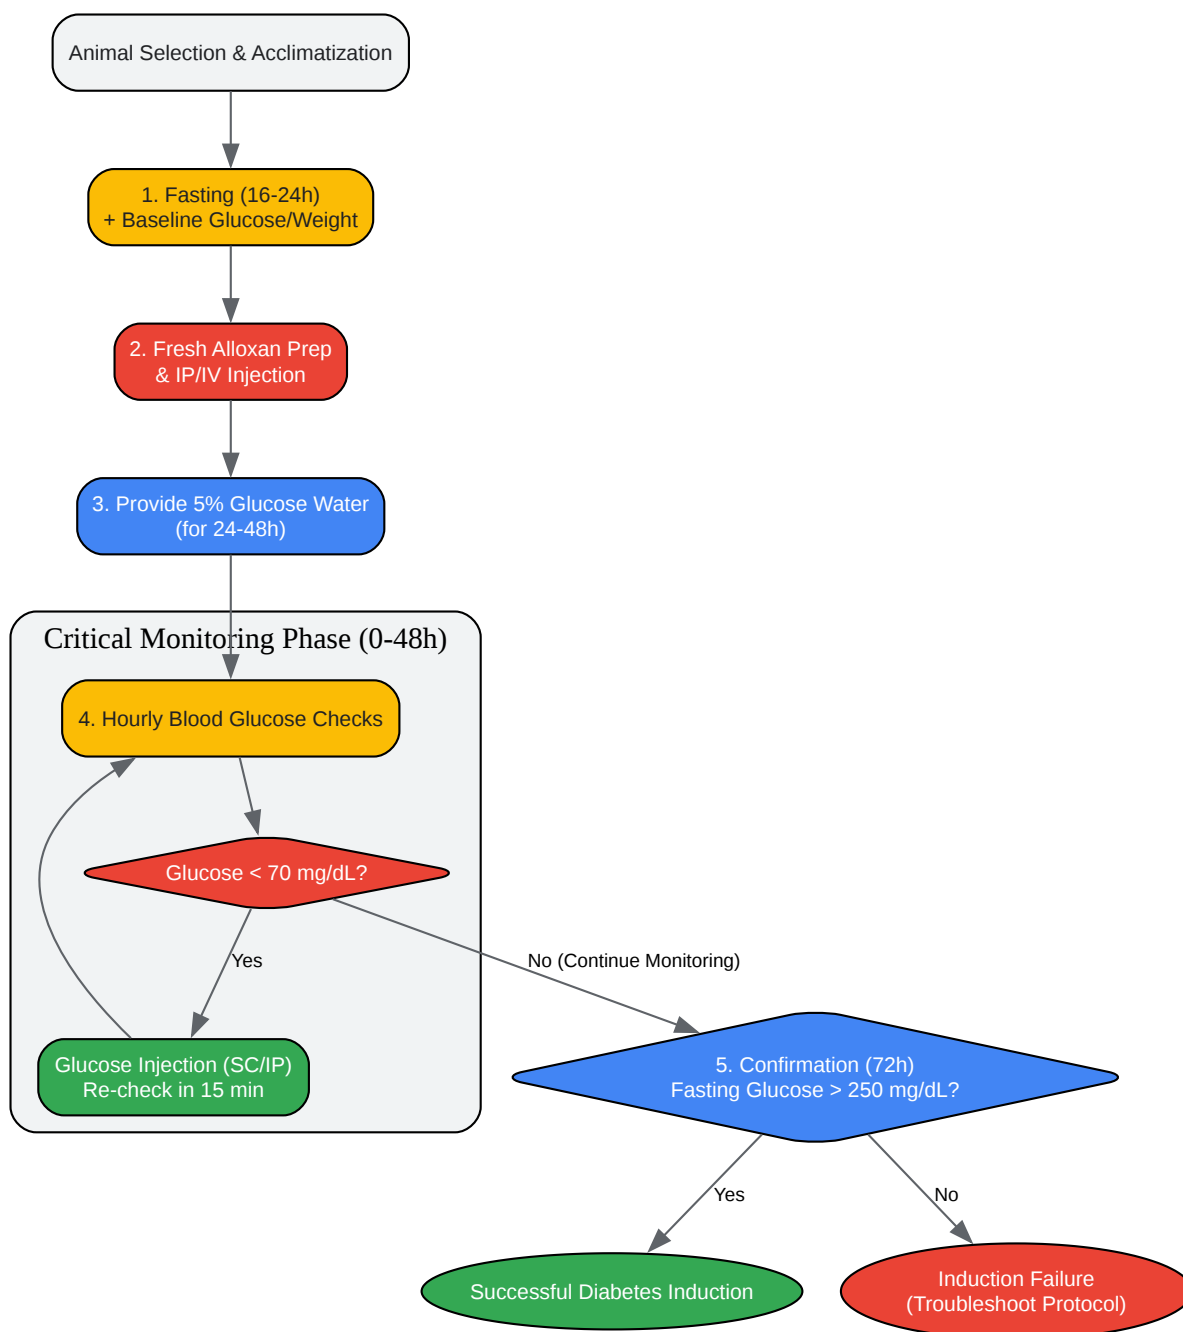 Animal Selection & Acclimatization
1. Fasting (16-24h)
+ Baseline Glucose/Weight
2. Fresh Alloxan Prep
& IP/IV Injection
3. Provide 5% Glucose Water
(for 24-48h)
Critical Monitoring Phase (0-48h)
4. Hourly Blood Glucose Checks
Glucose < 70 mg/dL?
Yes
No (Continue Monitoring)
Glucose Injection (SC/IP)
Re-check in 15 min
5. Confirmation (72h)
Fasting Glucose > 250 mg/dL?
Yes
No
Successful Diabetes Induction
Induction Failure
(Troubleshoot Protocol)